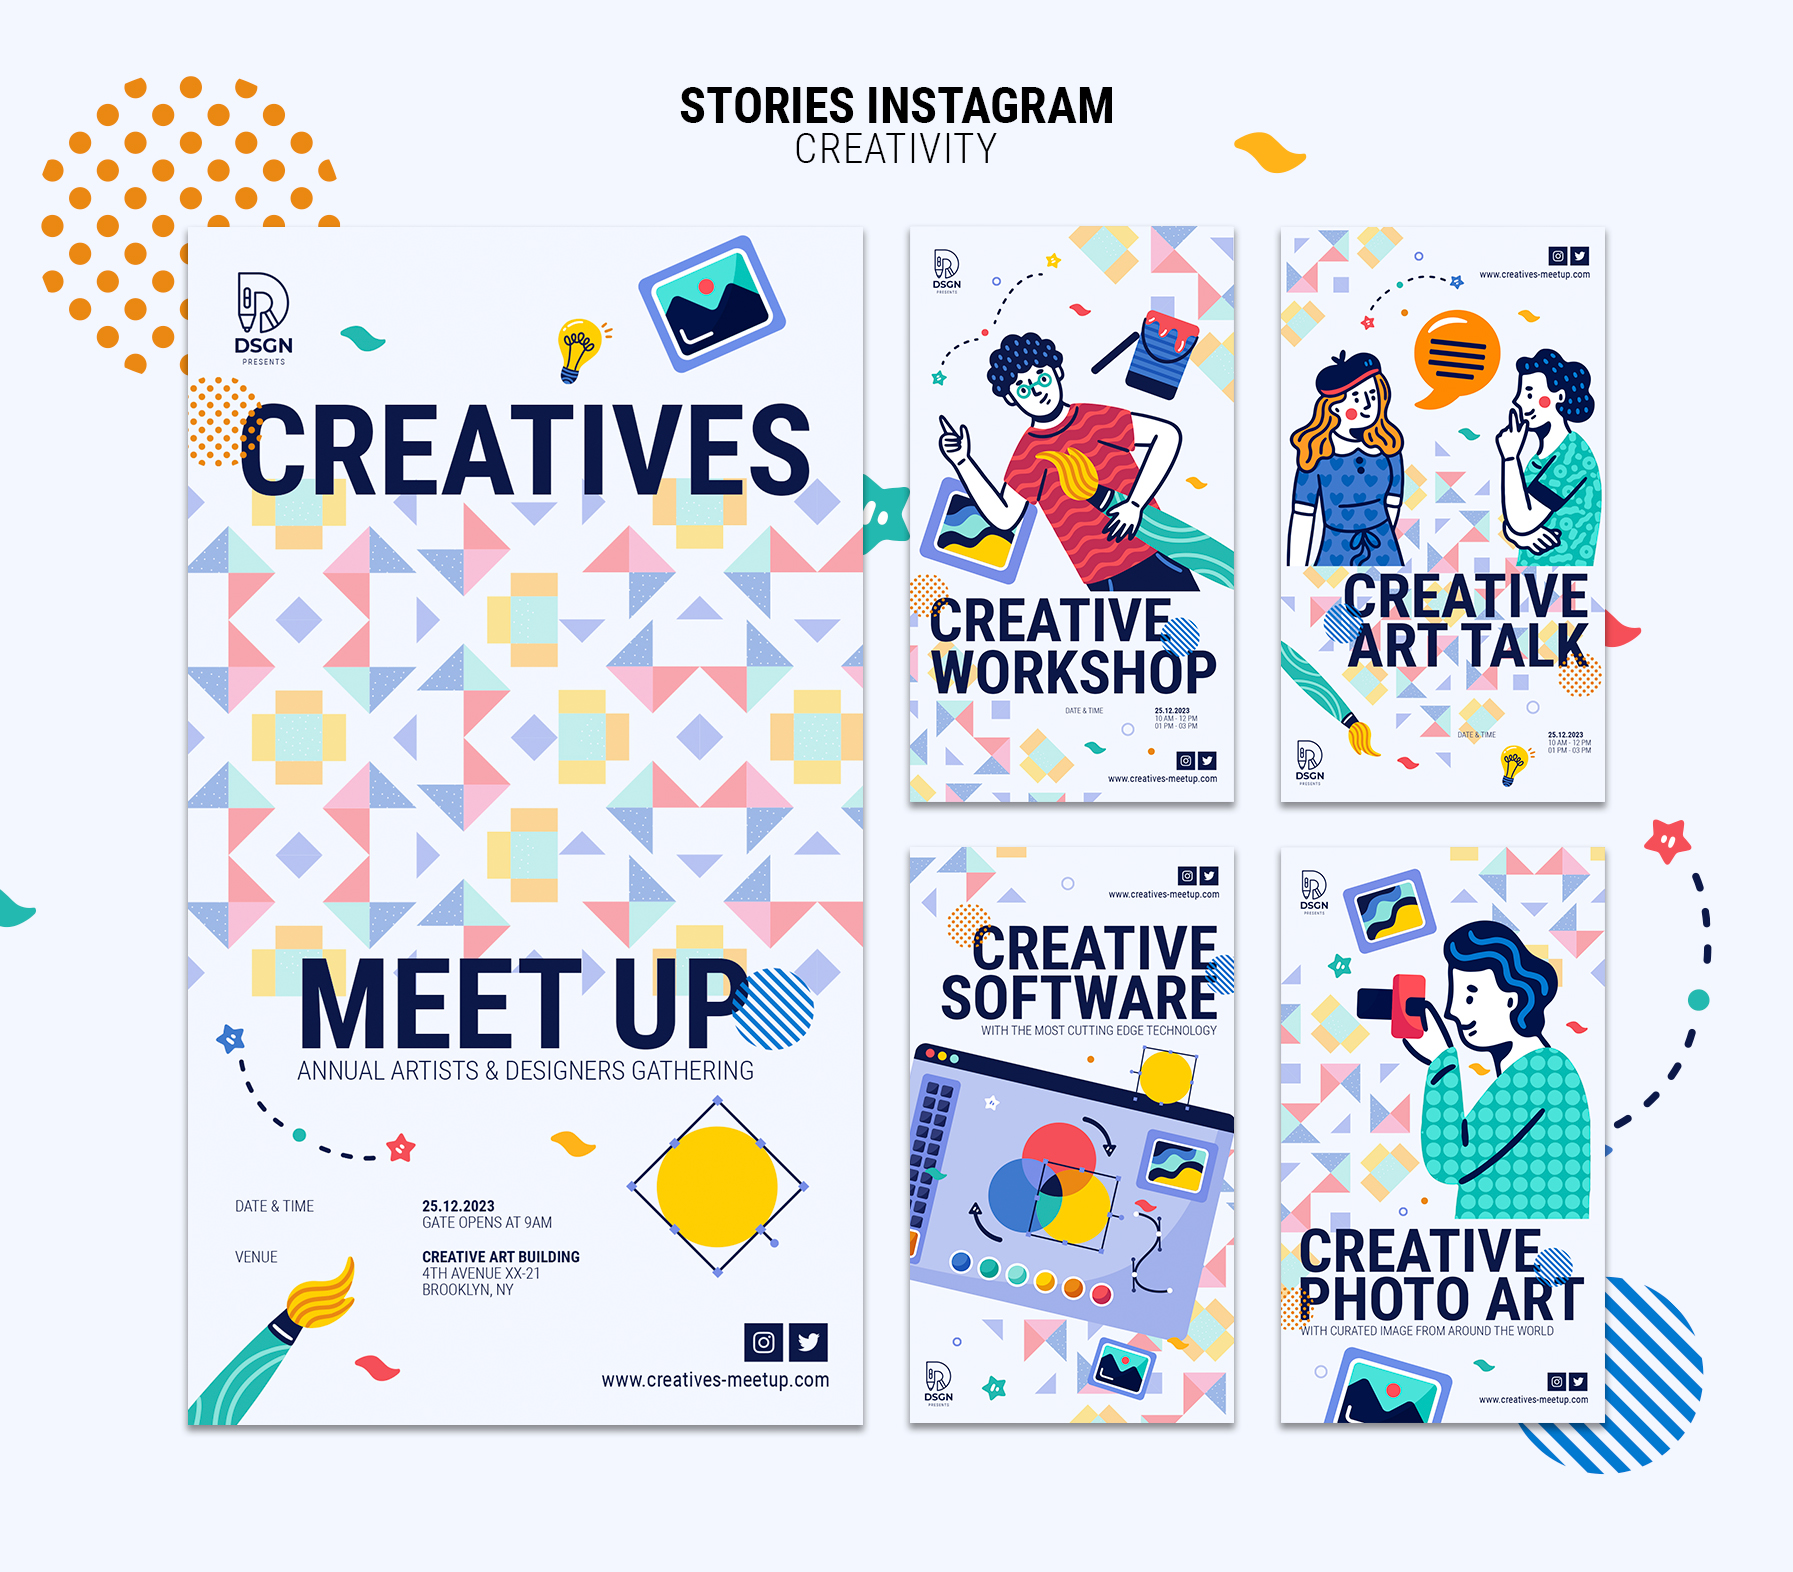 STORIES INSTAGRAM
CREATIVITY
DSGN
PRESENTS
CREATIVES
MEET UP
ANNUAL ARTISTS & DESIGNERS GATHERING
DATE & TIME
25.12.2023
GATE OPENS AT 9AM
VENUE
CREATIVE ART BUILDING
4TH AVENUE XX-21
BROOKLYN, NY
www.creatives-meetup.com
DSGN
PRESENTS
CREATIVE
WORKSHOP
DATE & TIME
25.12.2023
10 AM - 12 PM
01 PM - 03 PM
www.creatives-meetup.com
www.creatives-meetup.com
CREATIVE
ART TALK
DATE & TIME
25.12.2023
10 AM - 12 PM
01 PM - 03 PM
DSGN
PRESENTS
www.creatives-meetup.com
CREATIVE
SOFTWARE
WITH THE MOST CUTTING EDGE TECHNOLOGY
DSGN
PRESENTS
DSGN
PRESENTS
CREATIVE
PHOTO ART
WITH CURATED IMAGE FROM AROUND THE WORLD
www.creatives-meetup.com